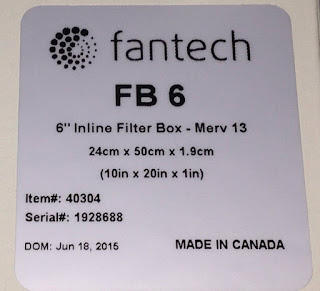 fantech
FB 6
6" Inline Filter Box - Merv 13
24cm x 50cm x 1.9cm
(10in x 20in x 1in)
Item#: 40304
Serial#: 1928688
DOM: Jun 18, 2015 MADE IN CANADA